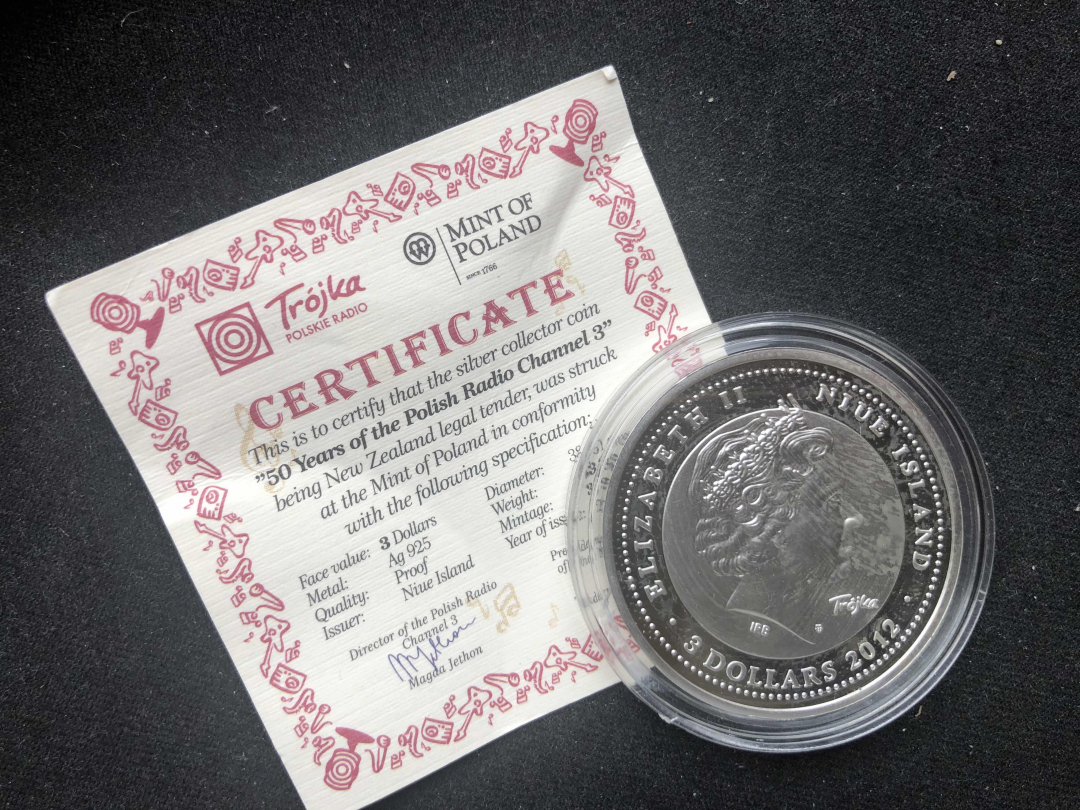 Trójka
POLSKIE RADIO
MINT OF
POLAND
SINCE 1766
CERTIFICATE
This is to certify that the silver collector coin
"50 Years of the Polish Radio Channel 3"
being New Zealand legal tender, was struck
at the Mint of Poland in conformity
with the following specification:
Face value: 3 Dollars
Metal: Ag 925
Quality: Proof
Issuer: Niue Island
Diameter:
Weight:
Mintage:
Year of
Director of the Polish Radio
Channel 3
Magda Jethon
ELIZABETH II
NIUE ISLAND
Trójka
IRB
3 DOLLARS 2012